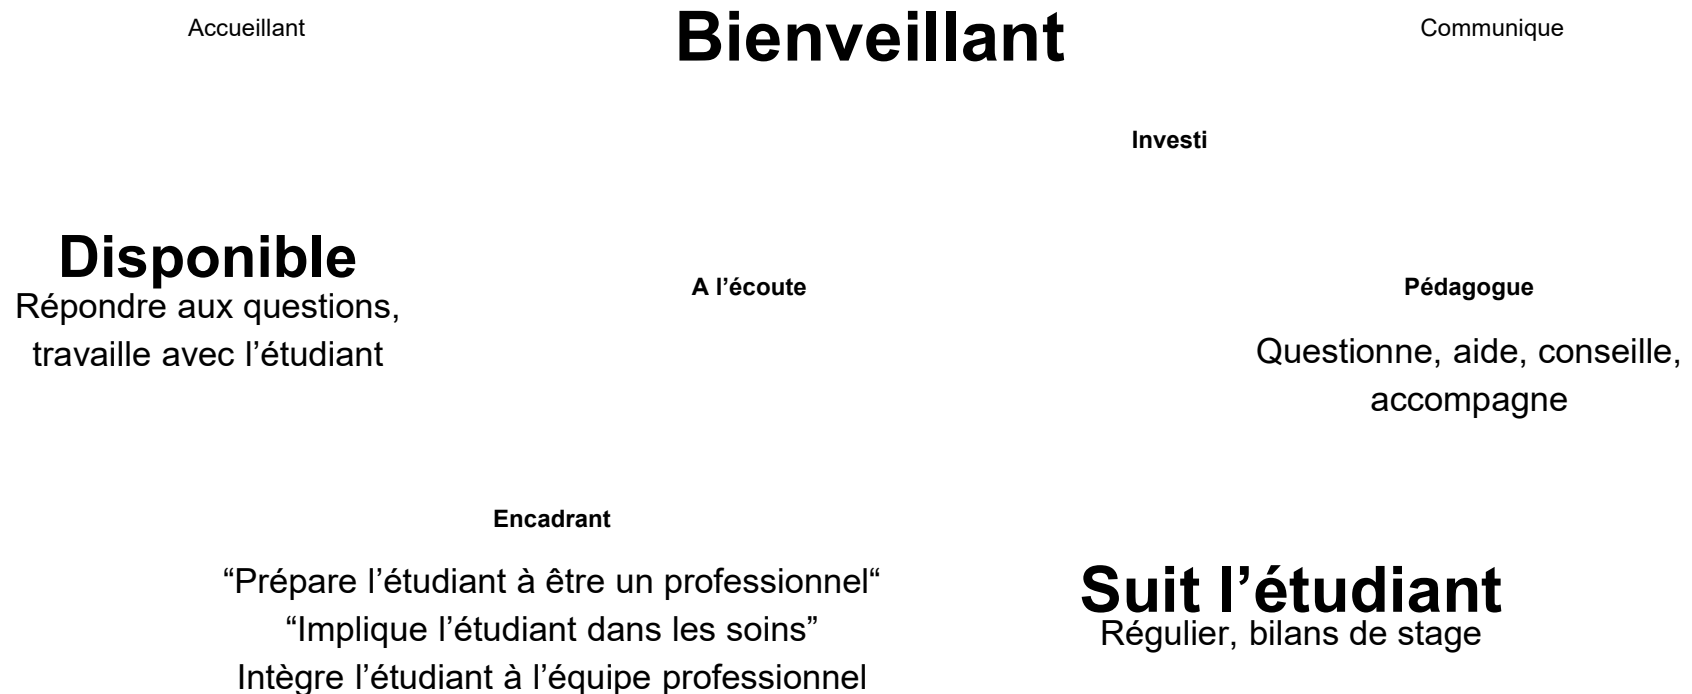 Accueillant
Bienveillant
Communique
Investi
Disponible
Répondre aux questions,
travaille avec l’étudiant
A l’écoute
Pédagogue
Questionne, aide, conseille,
accompagne
Encadrant
“Prépare l’étudiant à être un professionnel“
“Implique l’étudiant dans les soins”
Intègre l’étudiant à l’équipe professionnel
Suit l’étudiant
Régulier, bilans de stage